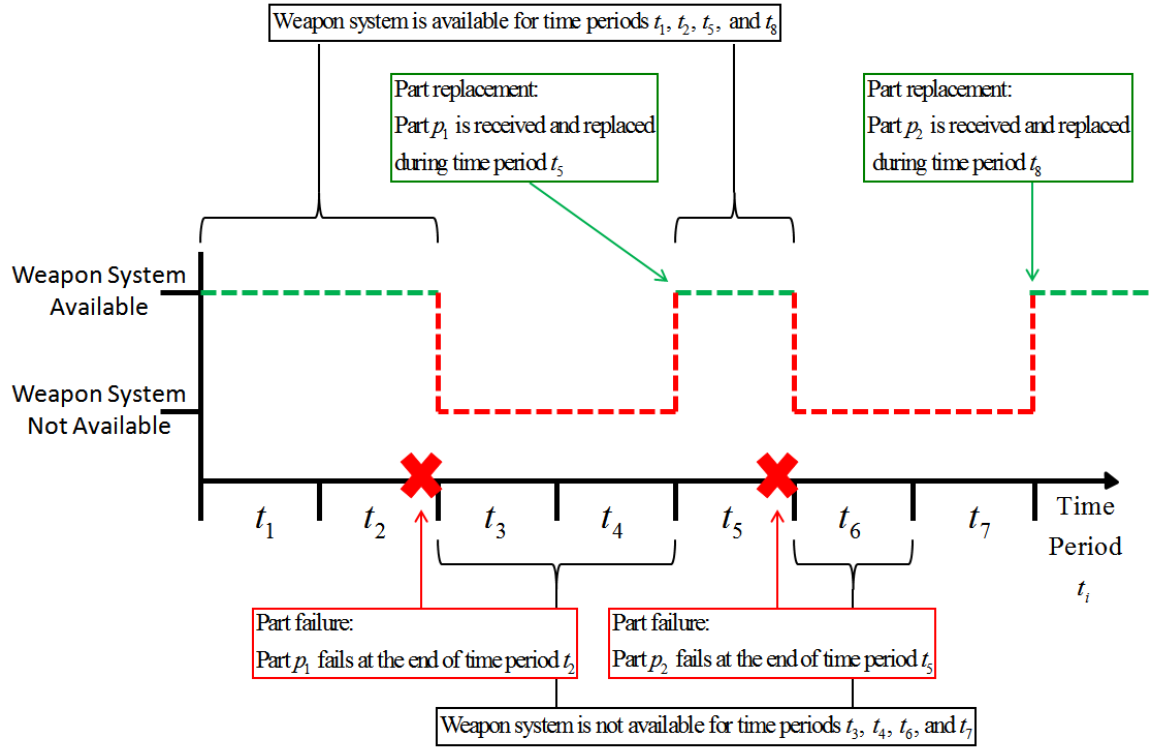 Weapon system is available for time periods t₁, t₂, t₅, and t₈
Part replacement:
Part p₁ is received and replaced
during time period t₅
Part replacement:
Part p₂ is received and replaced
during time period t₈
Weapon System
Available
Weapon System
Not Available
t₁ t₂ t₃ t₄ t₅ t₆ t₇
Time
Period
tᵢ
Part failure:
Part p₁ fails at the end of time period t₂
Part failure:
Part p₂ fails at the end of time period t₅
Weapon system is not available for time periods t₃, t₄, t₆, and t₇